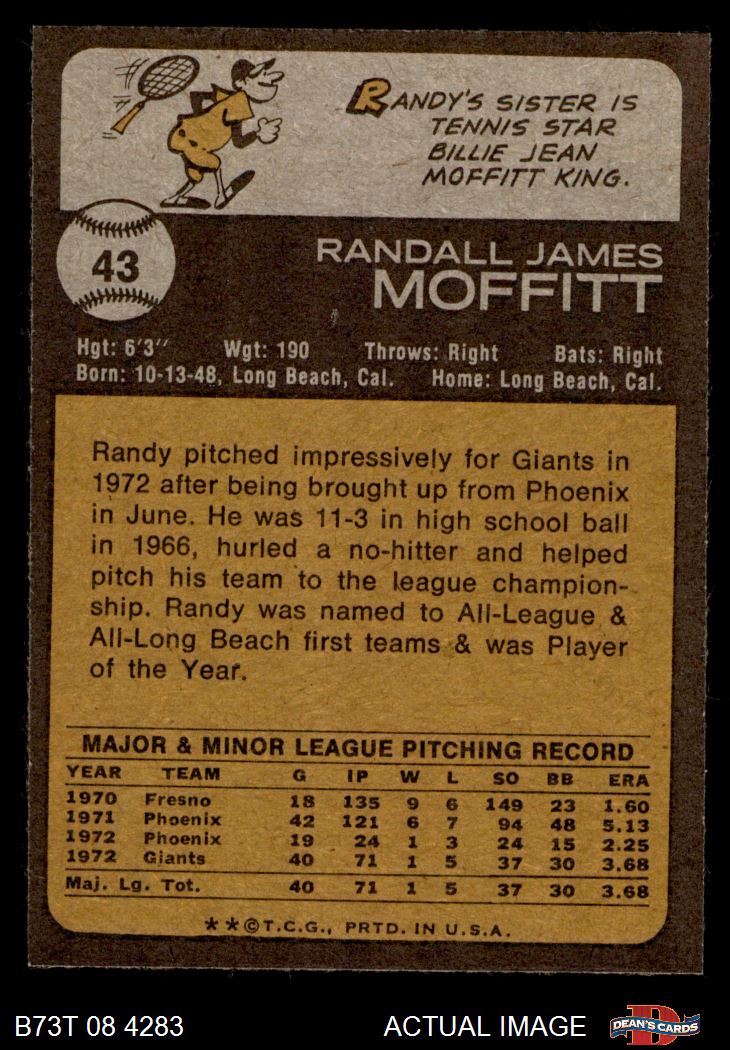 RANDY'S SISTER IS
TENNIS STAR
BILLIE JEAN
MOFFITT KING.
43
RANDALL JAMES
MOFFITT
Hgt: 6'3" Wgt: 190 Throws: Right Bats: Right
Born: 10-13-48, Long Beach, Cal. Home: Long Beach, Cal.
Randy pitched impressively for Giants in
1972 after being brought up from Phoenix
in June. He was 11-3 in high school ball
in 1966, hurled a no-hitter and helped
pitch his team to the league champion-
ship. Randy was named to All-League &
All-Long Beach first teams & was Player
of the Year.
MAJOR & MINOR LEAGUE PITCHING RECORD
YEAR TEAM G IP W L SO BB ERA
1970 Fresno 18 135 9 6 149 23 1.60
1971 Phoenix 42 121 6 7 94 48 5.13
1972 Phoenix 19 24 1 3 24 15 2.25
1972 Giants 40 71 1 5 37 30 3.68
Maj. Lg. Tot. 40 71 1 5 37 30 3.68
**©T.C.G., PRTD. IN U.S.A.
B73T 08 4283 ACTUAL IMAGE
D
DEAN'S CARDS